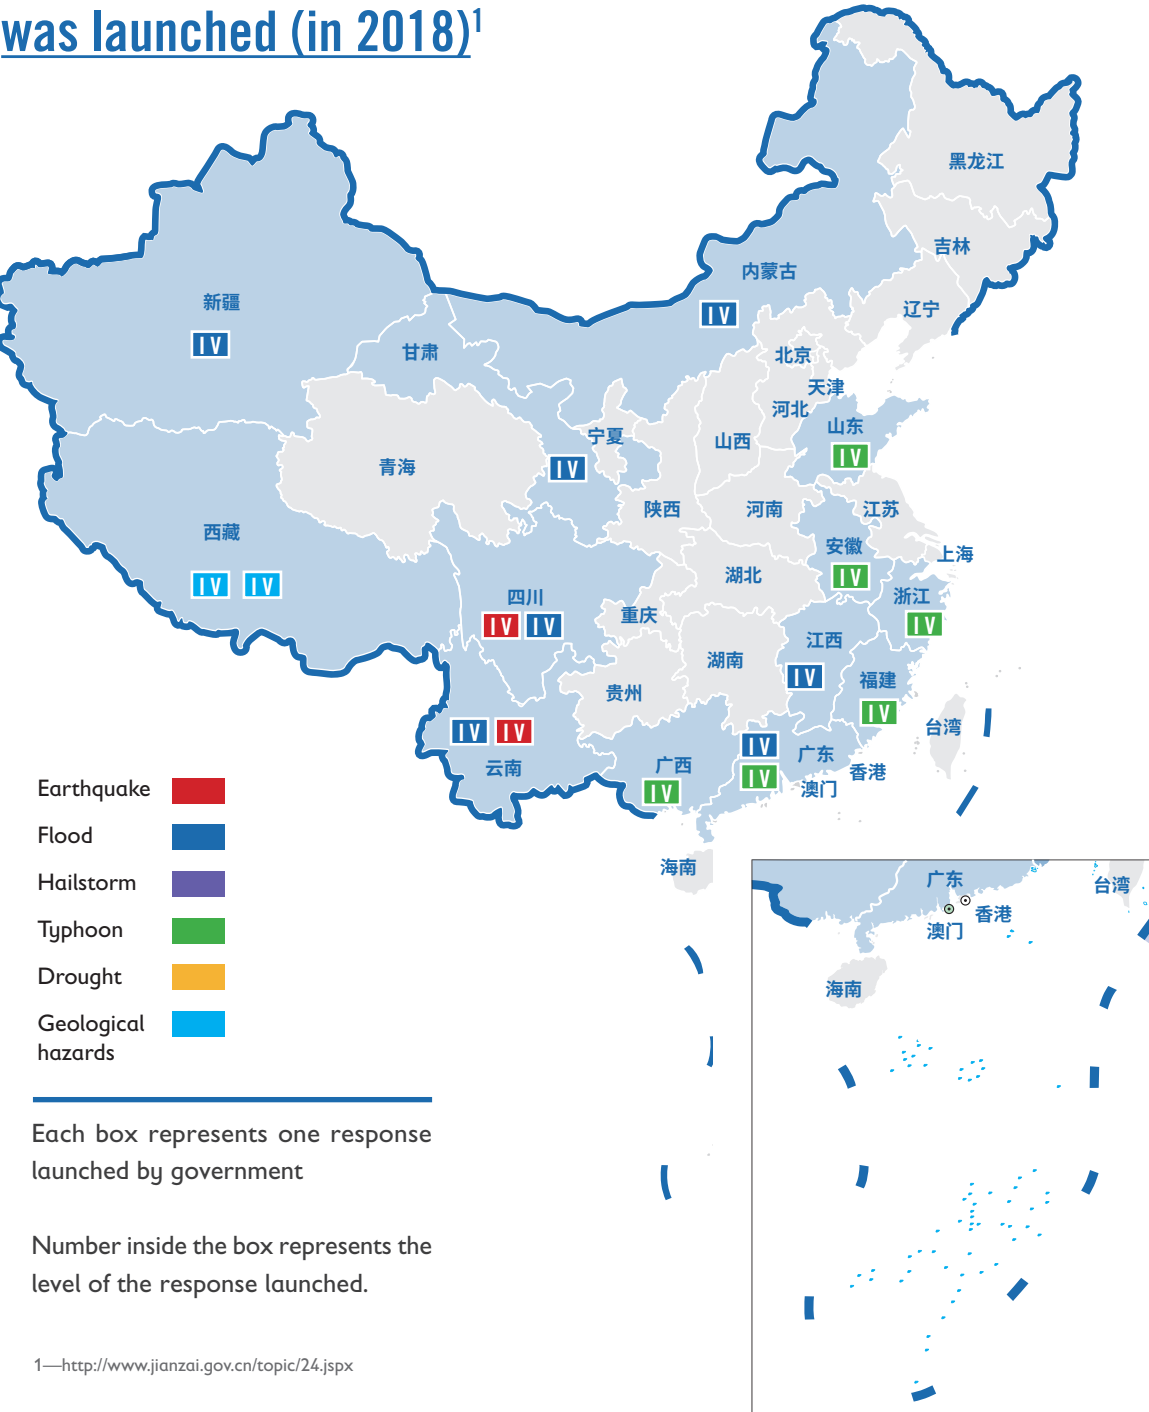 was launched (in 2018)¹
黑龙江
吉林
内蒙古
新疆
辽宁
IV
IV
甘肃
北京
天津
河北
山东
宁夏
山西
IV
青海
IV
陕西
河南
江苏
西藏
安徽
上海
湖北
IV
IV IV
四川
浙江
重庆
IV IV
IV
江西
湖南
IV
福建
贵州
IV
台湾
IV IV
IV
广东
广西
云南
香港
IV
IV
澳门
海南
Earthquake
Flood
Hailstorm
Typhoon
Drought
Geological
hazards
Each box represents one response
launched by government
Number inside the box represents the
level of the response launched.
1—http://www.jianzai.gov.cn/topic/24.jspx
广东
台湾
香港
澳门
海南